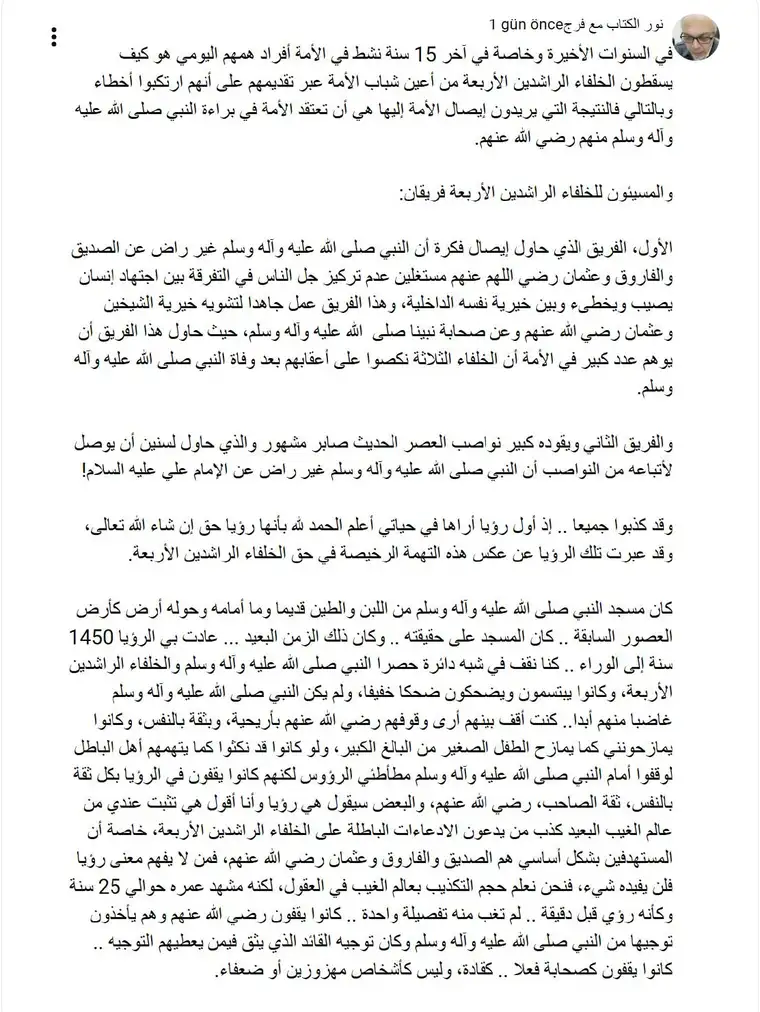 نور الكتاب مع فرج1 gün önce
في السنوات الأخيرة وخاصة في آخر 15 سنة نشط في الأمة أفراد همهم اليومي هو كيف
يسقطون الخلفاء الراشدين الأربعة من أعين شباب الأمة عبر تقديمهم على أنهم ارتكبوا أخطاء
وبالتالي فالنتيجة التي يريدون إيصال الأمة إليها هي أن تعتقد الأمة في براءة النبي صلى الله عليه
وآله وسلم منهم رضي الله عنهم.
والمسيئون للخلفاء الراشدين الأربعة فريقان:
الأول، الفريق الذي حاول إيصال فكرة أن النبي صلى الله عليه وآله وسلم غير راض عن الصديق
والفاروق وعثمان رضي اللهم عنهم مستغلين عدم تركيز جل الناس في التفرقة بين اجتهاد إنسان
يصيب ويخطىء وبين خيرية نفسه الداخلية، وهذا الفريق عمل جاهدا لتشويه خيرية الشيخين
وعثمان رضي الله عنهم وعن صحابة نبينا صلى الله عليه وآله وسلم، حيث حاول هذا الفريق أن
يوهم عدد كبير في الأمة أن الخلفاء الثلاثة نكصوا على أعقابهم بعد وفاة النبي صلى الله عليه وآله
وسلم.
والفريق الثاني ويقوده كبير نواصب العصر الحديث صابر مشهور والذي حاول لسنين أن يوصل
لأتباعه من النواصب أن النبي صلى الله عليه وآله وسلم غير راض عن الإمام علي عليه السلام!
وقد كذبوا جميعا .. إذ أول رؤيا أراها في حياتي أعلم الحمد لله بأنها رؤيا حق إن شاء الله تعالى،
وقد عبرت تلك الرؤيا عن عكس هذه التهمة الرخيصة في حق الخلفاء الراشدين الأربعة.
كان مسجد النبي صلى الله عليه وآله وسلم من اللبن والطين قديما وما أمامه وحوله أرض كأرض
العصور السابقة .. كان المسجد على حقيقته .. وكان ذلك الزمن البعيد ... عادت بي الرؤيا 1450
سنة إلى الوراء .. كنا نقف في شبه دائرة حصرا النبي صلى الله عليه وآله وسلم والخلفاء الراشدين
الأربعة، وكانوا يبتسمون ويضحكون ضحكا خفيفا، ولم يكن النبي صلى الله عليه وآله وسلم
غاضبا منهم أبدا.. كنت أقف بينهم أرى وقوفهم رضي الله عنهم بأريحية، وبثقة بالنفس، وكانوا
يمازحونني كما يمازح الطفل الصغير من البالغ الكبير، ولو كانوا قد نكثوا كما يتهمهم أهل الباطل
لوقفوا أمام النبي صلى الله عليه وآله وسلم مطأطئي الرؤوس لكنهم كانوا يقفون في الرؤيا بكل ثقة
بالنفس، ثقة الصاحب، رضي الله عنهم، والبعض سيقول هي رؤيا وأنا أقول هي تثبت عندي من
عالم الغيب البعيد كذب من يدعون الادعاءات الباطلة على الخلفاء الراشدين الأربعة، خاصة أن
المستهدفين بشكل أساسي هم الصديق والفاروق وعثمان رضي الله عنهم، فمن لا يفهم معنى رؤيا
فلن يفيده شيء، فنحن نعلم حجم التكذيب بعالم الغيب في العقول، لكنه مشهد عمره حوالي 25 سنة
وكأنه رؤي قبل دقيقة .. لم تغب منه تفصيلة واحدة .. كانوا يقفون رضي الله عنهم وهم يأخذون
توجيها من النبي صلى الله عليه وآله وسلم وكان توجيه القائد الذي يثق فيمن يعطيهم التوجيه ..
كانوا يقفون كصحابة فعلا .. كقادة، وليس كأشخاص مهزوزين أو ضعفاء.